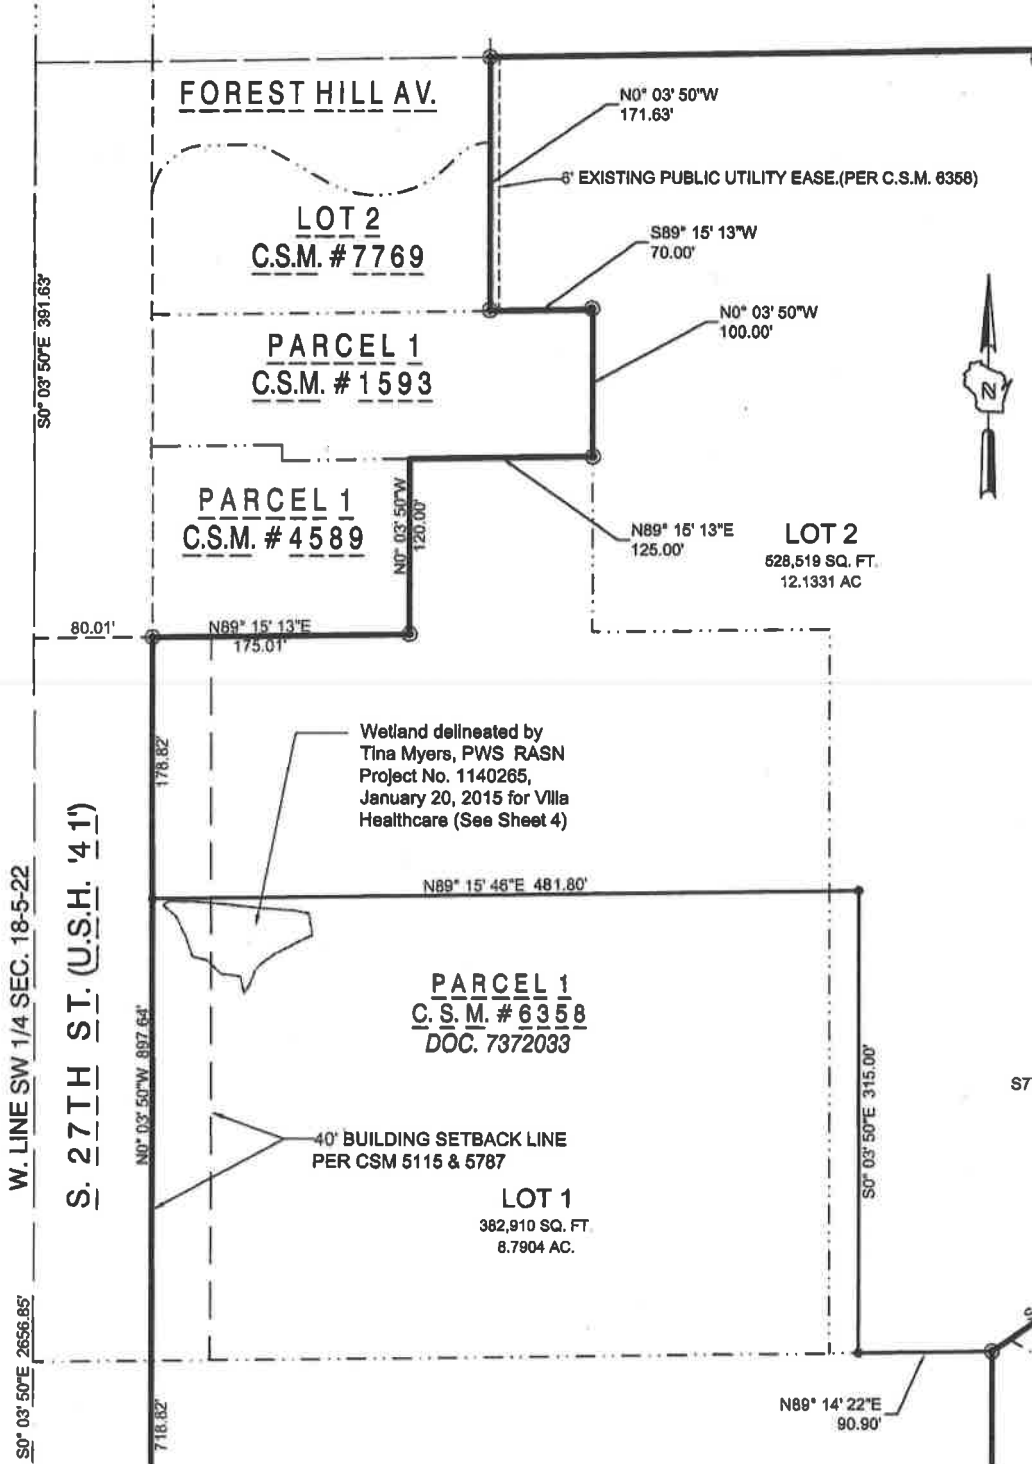 FOREST HILL AV.
N0° 03' 50"W
171.63'
6' EXISTING PUBLIC UTILITY EASE.(PER C.S.M. 6358)
LOT 2
C.S.M. #7769
S89° 15' 13"W
70.00'
S0° 03' 50"E 391.63'
N0° 03' 50"W
100.00'
PARCEL 1
C.S.M. #1593
N
PARCEL 1
C.S.M. #4589
N0° 03' 50"W
120.00'
N89° 15' 13"E
125.00'
LOT 2
528,519 SQ. FT.
12.1331 AC
80.01'
N89° 15' 13"E
175.01'
178.82'
Wetland delineated by
Tina Myers, PWS RASN
Project No. 1140265,
January 20, 2015 for Villa
Healthcare (See Sheet 4)
N89° 15' 46"E 481.80'
W. LINE SW 1/4 SEC. 18-5-22
S. 27TH ST. (U.S.H. '41')
N0° 03' 50"W 897.64'
PARCEL 1
C. S. M. #6358
DOC. 7372033
S0° 03' 50"E 315.00'
S7
40' BUILDING SETBACK LINE
PER CSM 5115 & 5787
LOT 1
382,910 SQ. FT.
8.7904 AC.
S0° 03' 50"E 2656.85'
718.82'
N89° 14' 22"E
90.90'